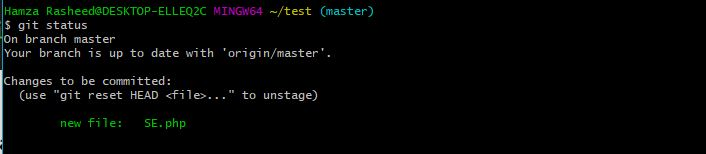 Hamza Rasheed@DESKTOP-ELLEQ2C MINGW64 ~/test (master)
$ git status
On branch master
Your branch is up to date with 'origin/master'.
Changes to be committed:
(use "git reset HEAD <file>..." to unstage)
new file: SE.php